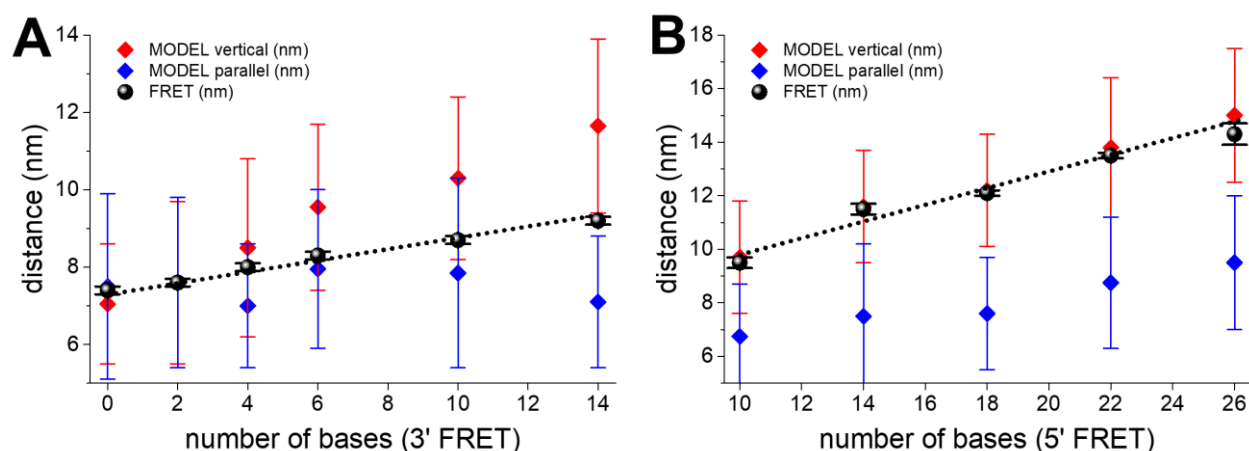 A
14
12
10
8
6
distance (nm)
MODEL vertical (nm)
MODEL parallel (nm)
FRET (nm)
0 2 4 6 8 10 12 14
number of bases (3' FRET)
B
18
16
14
12
10
8
6
distance (nm)
MODEL vertical (nm)
MODEL parallel (nm)
FRET (nm)
10 12 14 16 18 20 22 24 26
number of bases (5' FRET)